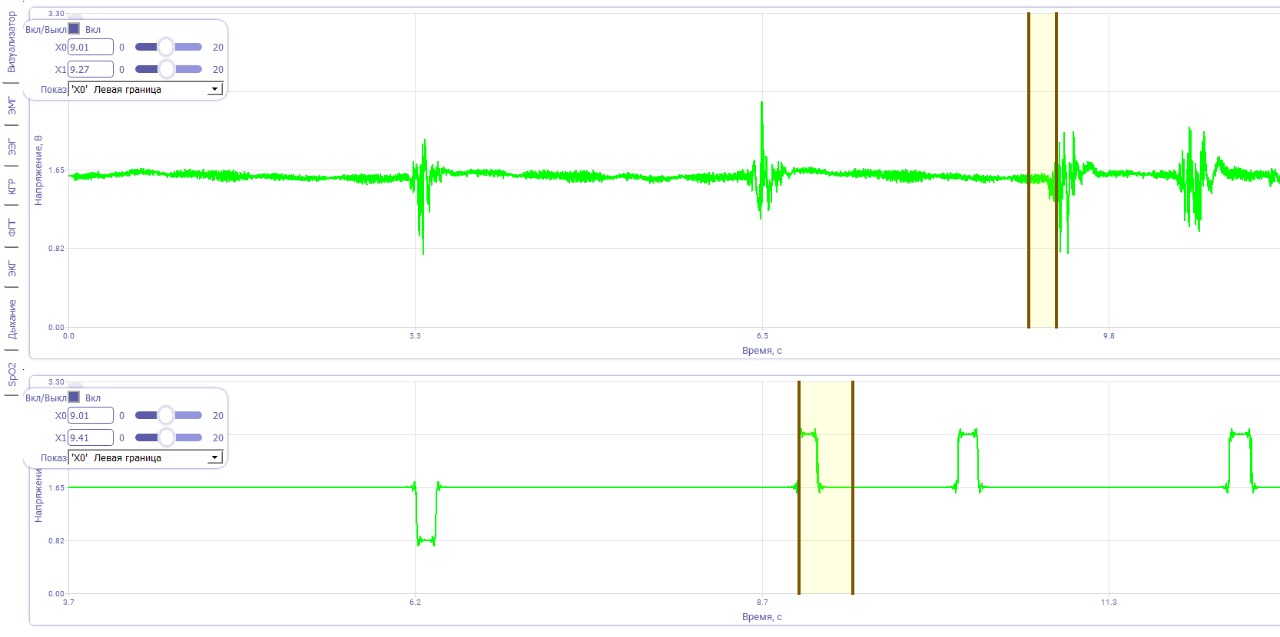 Визуализатор
ЭМГ
ЭЭГ
КГР
ФПГ
ЭКГ
Дыхание
SpO2
3.30
Вкл/Выкл Вкл
X0 9.01 0 20
X1 9.27 0 20
Показ 'X0' Левая граница
Напряжение, В
1.65
0.82
0.00
0.0 3.3 6.5 9.8
Время, с
3.30
Вкл/Выкл Вкл
X0 9.01 0 20
X1 9.41 0 20
Показ 'X0' Левая граница
Напряжени
1.65
0.82
0.00
3.7 6.2 8.7 11.3
Время, с